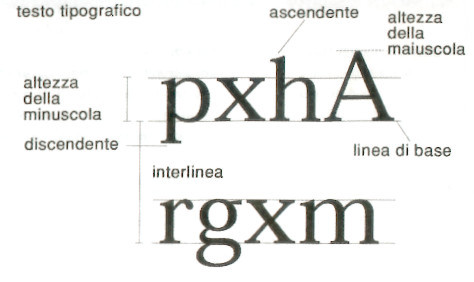 testo tipografico
ascendente
altezza
della
maiuscola
altezza
della
minuscola
pxhA
discendente
linea di base
interlinea
rgxm